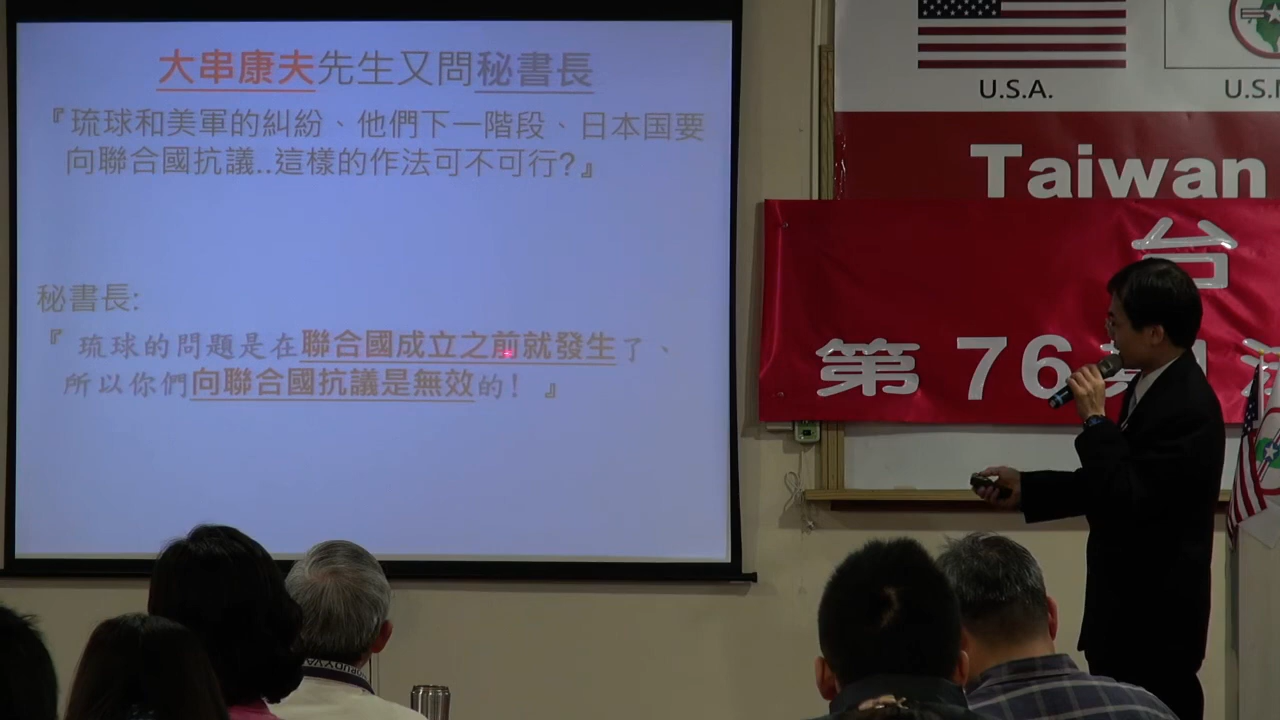 大串康夫先生又問秘書長
『琉球和美軍的糾紛、他們下一階段、日本国要
向聯合國抗議..這樣的作法可不可行?』
秘書長:
『琉球的問題是在聯合國成立之前就發生了、
所以你們向聯合國抗議是無效的!』
U.S.A.
U.S.
Taiwan
台
第 76